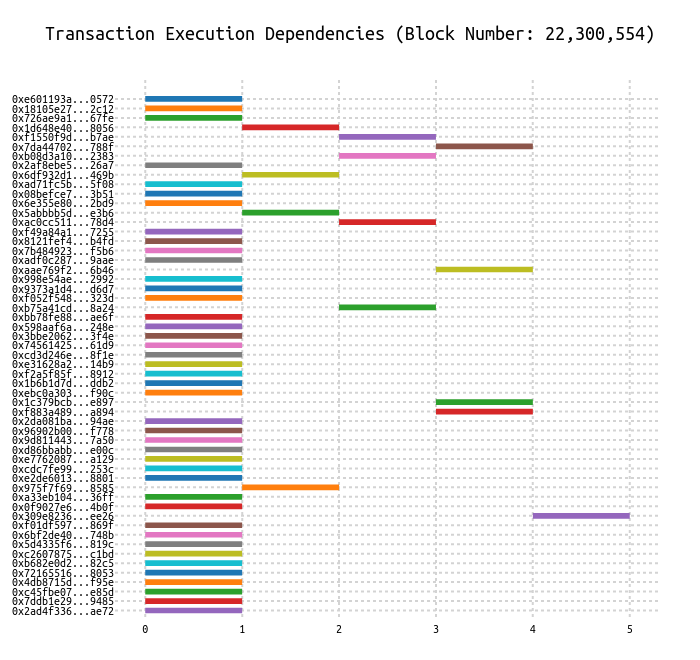 Transaction Execution Dependencies (Block Number: 22,300,554)
0xe601193a...0572
0x18105e27...2c12
0x726ae9a1...67fe
0x1d648e40...8056
0xf1550f9d...b7ae
0x7da44702...788f
0xb08d3a10...2383
0x2af8ebe5...26a7
0x6df932d1...469b
0xad71fc5b...5f08
0x08befce7...3b51
0x6e355e80...2bd9
0x5abbbb5d...e3b6
0xac0cc511...78d4
0xf49a84a1...7255
0x8121fef4...b4fd
0x7b484923...f5b6
0xadf0c287...9aae
0xaae769f2...6b46
0x998e54ae...2992
0x9373a1d4...d6d7
0xf052f548...323d
0xb75a41cd...8a24
0xbb78fe88...ae6f
0x598aaf6a...248e
0x3bbe2062...3f4e
0x74561425...61d9
0xcd3d246e...8f1e
0xe31628a2...14b9
0xf2a5f85f...8912
0x1b6b1d7d...ddb2
0xebc0a303...f90c
0x1c379bcb...e897
0xf883a489...a894
0x2da081ba...94ae
0x96902b00...f778
0x9d811443...7a50
0xd86bbabb...e00c
0xe7762087...a129
0xcdc7fe99...253c
0xe2de6013...8801
0x975f7f69...8585
0xa33eb104...36ff
0x0f9027e6...4b0f
0x309e8236...ee26
0xf01df597...869f
0x6bf2de40...748b
0x5d4335f6...819c
0xc2607875...c1bd
0xb682e0d2...82c5
0x72165516...8053
0x4db8715d...f95e
0xc45fbe07...e85d
0x7ddb1e29...9485
0x2ad4f336...ae72
0 1 2 3 4 5